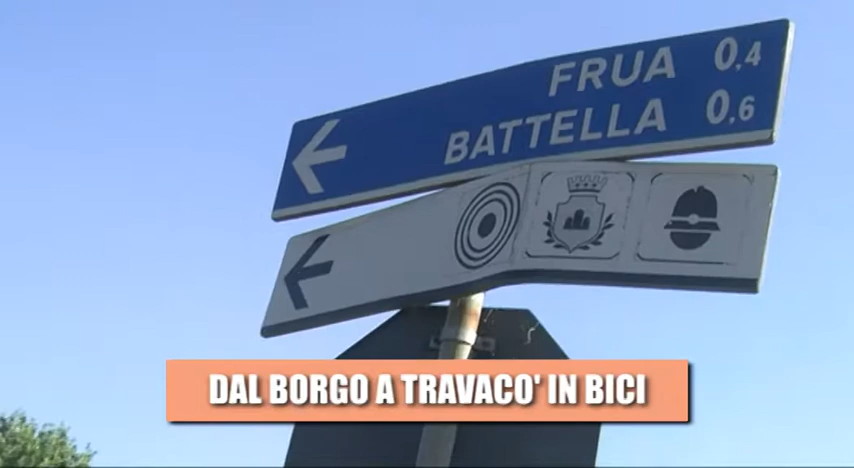 FRUA 0,4
BATTELLA 0,6
DAL BORGO A TRAVACO' IN BICI